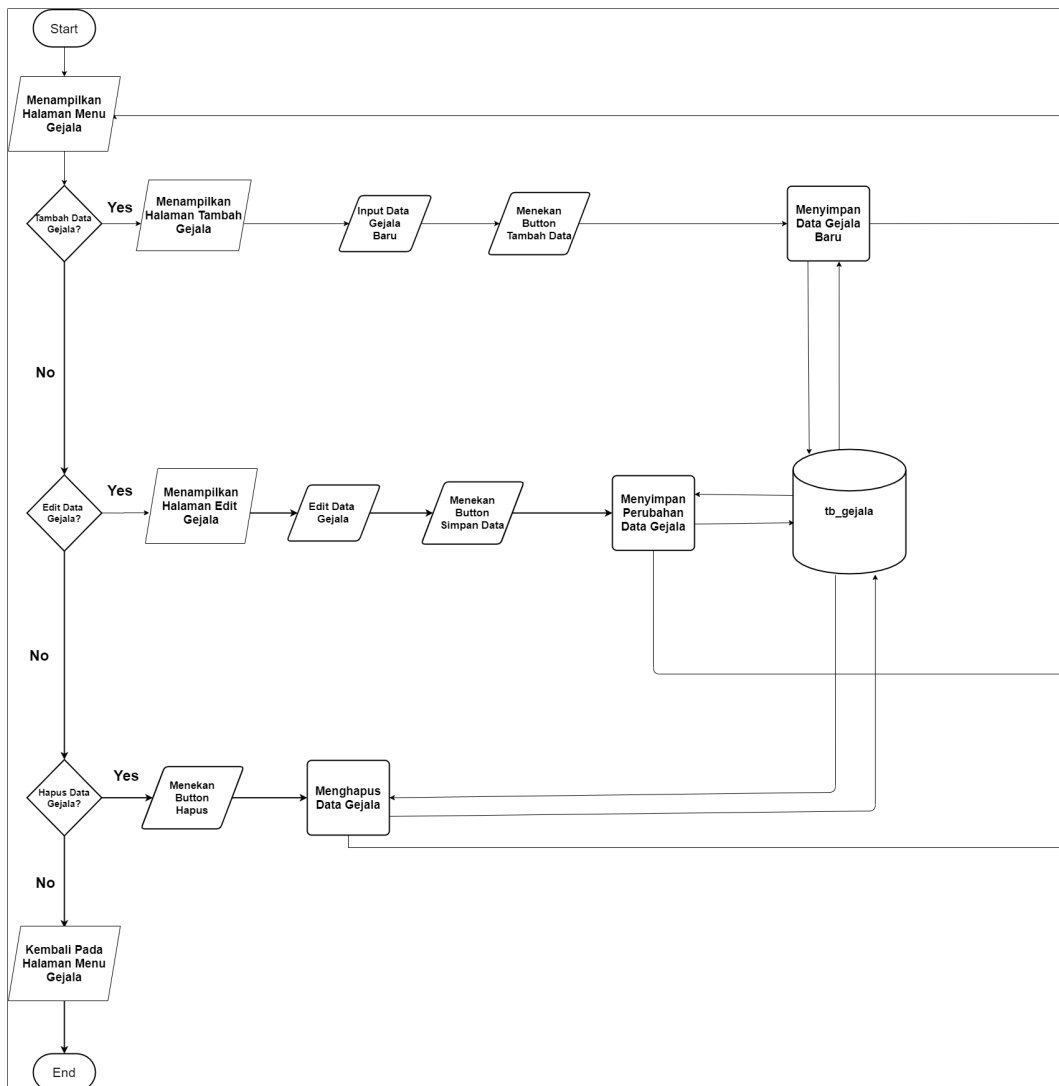 Start
Menampilkan
Halaman Menu
Gejala
Tambah Data
Gejala?
Yes
Menampilkan
Halaman Tambah
Gejala
Input Data
Gejala
Baru
Menekan
Button
Tambah Data
Menyimpan
Data Gejala
Baru
No
Edit Data
Gejala?
Yes
Menampilkan
Halaman Edit
Gejala
Edit Data
Gejala
Menekan
Button
Simpan Data
Menyimpan
Perubahan
Data Gejala
tb_gejala
No
Hapus Data
Gejala?
Yes
Menekan
Button
Hapus
Menghapus
Data Gejala
No
Kembali Pada
Halaman Menu
Gejala
End